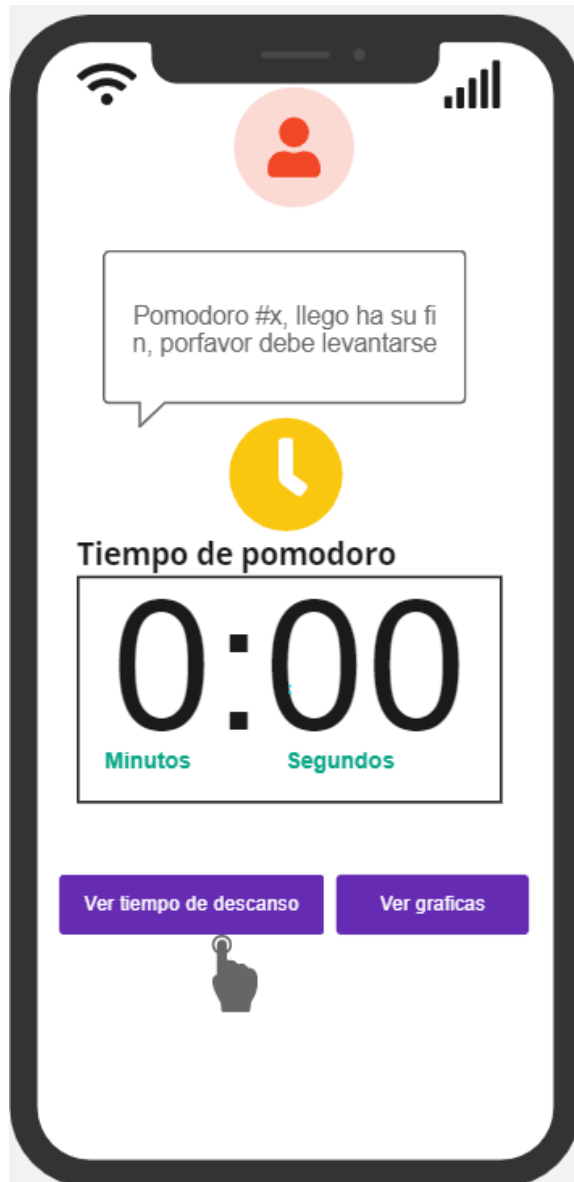 Pomodoro #x, llego ha su fi
n, porfavor debe levantarse
Tiempo de pomodoro
0:00
Minutos Segundos
Ver tiempo de descanso Ver graficas